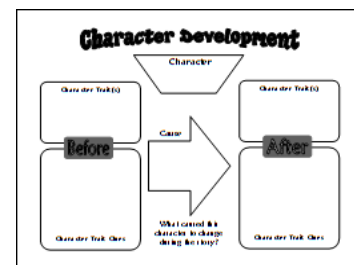 Character Development
Character
Character Trait(s)
Character Trait(s)
Before
Cause
After
What caused this
character to change
during the story?
Character Trait Clues
Character Trait Clues